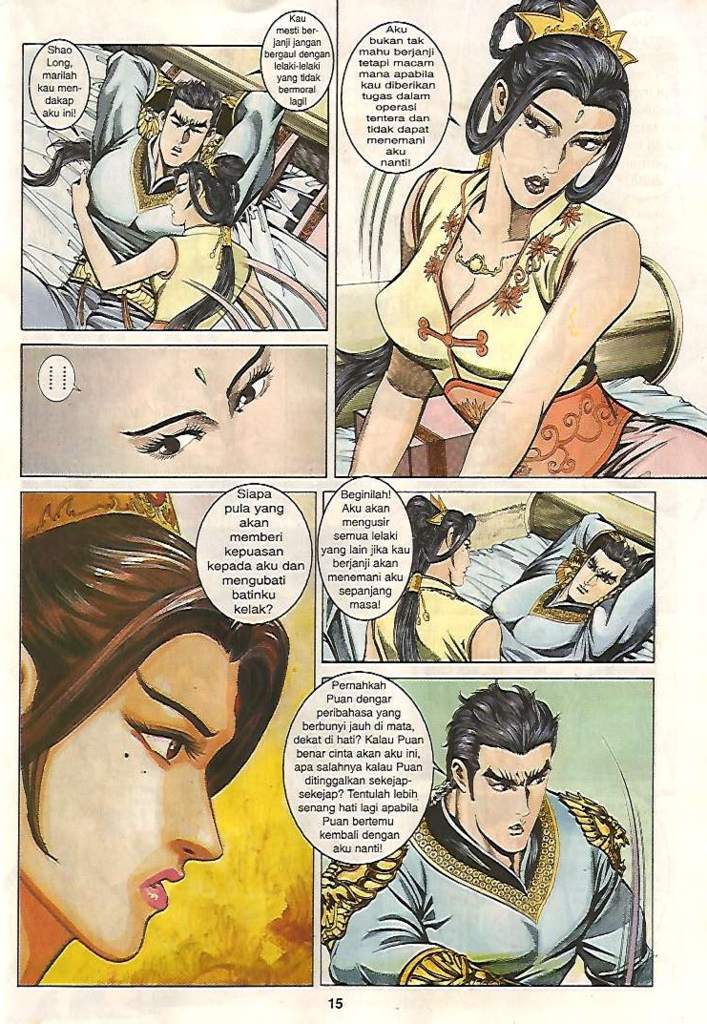 Shao
Long,
marilah
kau men-
dakap
aku ini!
Kau
mesti ber-
janji jangan
bergaul dengan
lelaki-lelaki
yang tidak
bermoral
lagi!
Aku
bukan tak
mahu berjanji
tetapi macam
mana apabila
kau diberikan
tugas dalam
operasi
tentera dan
tidak dapat
menemani
aku
nanti!
Siapa
pula yang
akan
memberi
kepuasan
kepada aku dan
mengubati
batinku
kelak?
Beginilah!
Aku akan
mengusir
semua lelaki
yang lain jika kau
berjanji akan
menemani aku
sepanjang
masa!
Pernahkah
Puan dengar
peribahasa yang
berbunyi jauh di mata,
dekat di hati? Kalau Puan
benar cinta akan aku ini,
apa salahnya kalau Puan
ditinggalkan sekejap-
sekejap? Tentulah lebih
senang hati lagi apabila
Puan bertemu
kembali dengan
aku nanti!
15